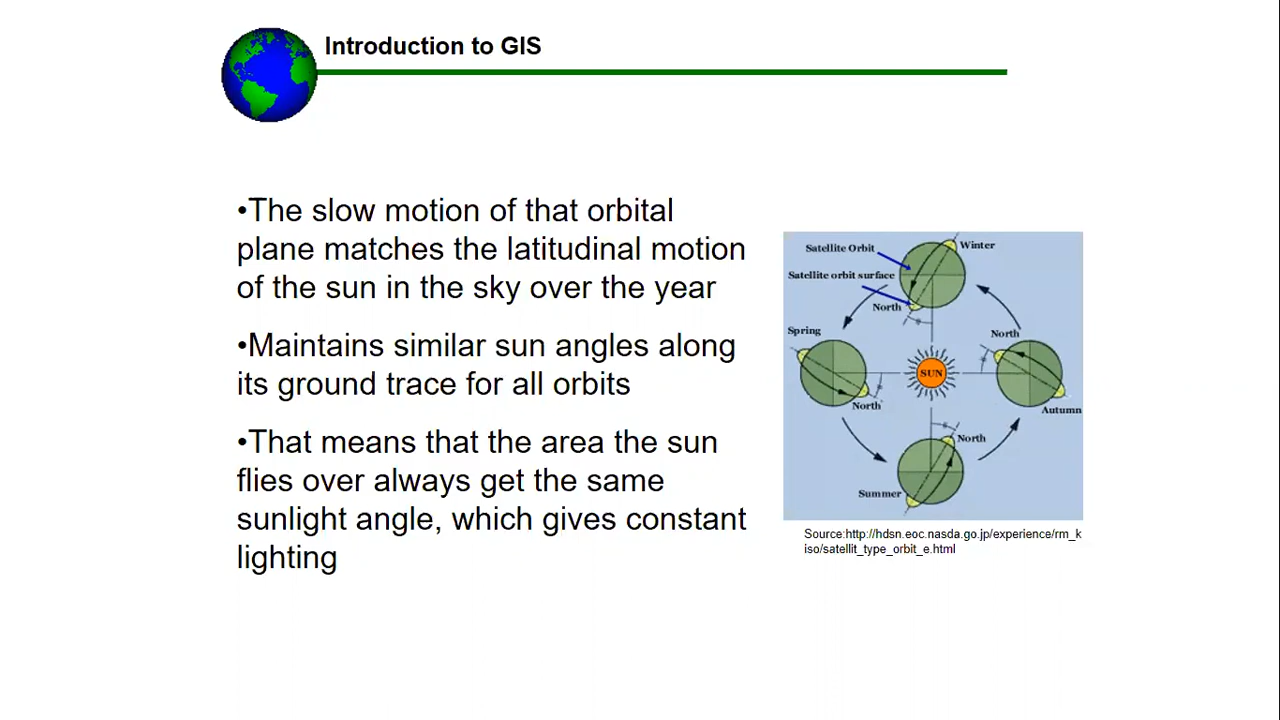 Introduction to GIS
•The slow motion of that orbital
plane matches the latitudinal motion
of the sun in the sky over the year
•Maintains similar sun angles along
its ground trace for all orbits
•That means that the area the sun
flies over always get the same
sunlight angle, which gives constant
lighting
Satellite Orbit
Winter
Satellite orbit surface
North
Spring
North
SUN
North
Autumn
North
Summer
Source:http://hdsn.eoc.nasda.go.jp/experience/rm_k
iso/satellit_type_orbit_e.html